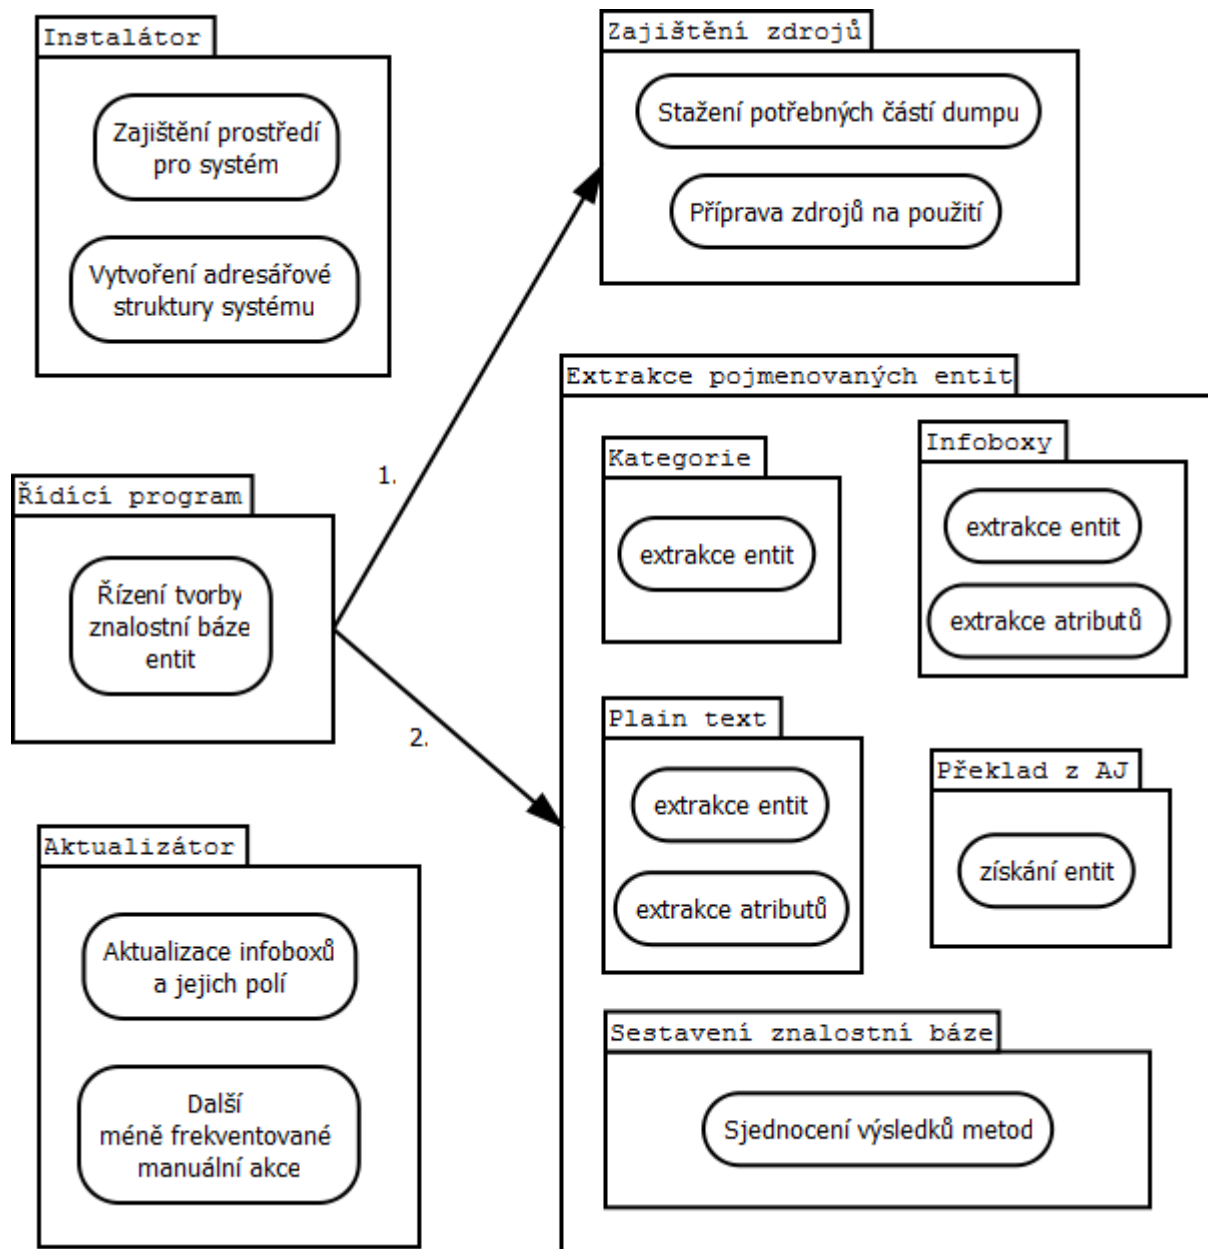 Instalátor
Zajištění prostředí
pro systém
Vytvoření adresářové
struktury systému
Zajištění zdrojů
Stažení potřebných částí dumpu
Příprava zdrojů na použití
1.
Řídící program
Řízení tvorby
znalostní báze
entit
2.
Extrakce pojmenovaných entit
Kategorie
extrakce entit
Infoboxy
extrakce entit
extrakce atributů
Plain text
extrakce entit
extrakce atributů
Překlad z AJ
získání entit
Sestavení znalostní báze
Sjednocení výsledků metod
Aktualizátor
Aktualizace infoboxů
a jejich polí
Další
méně frekventované
manuální akce